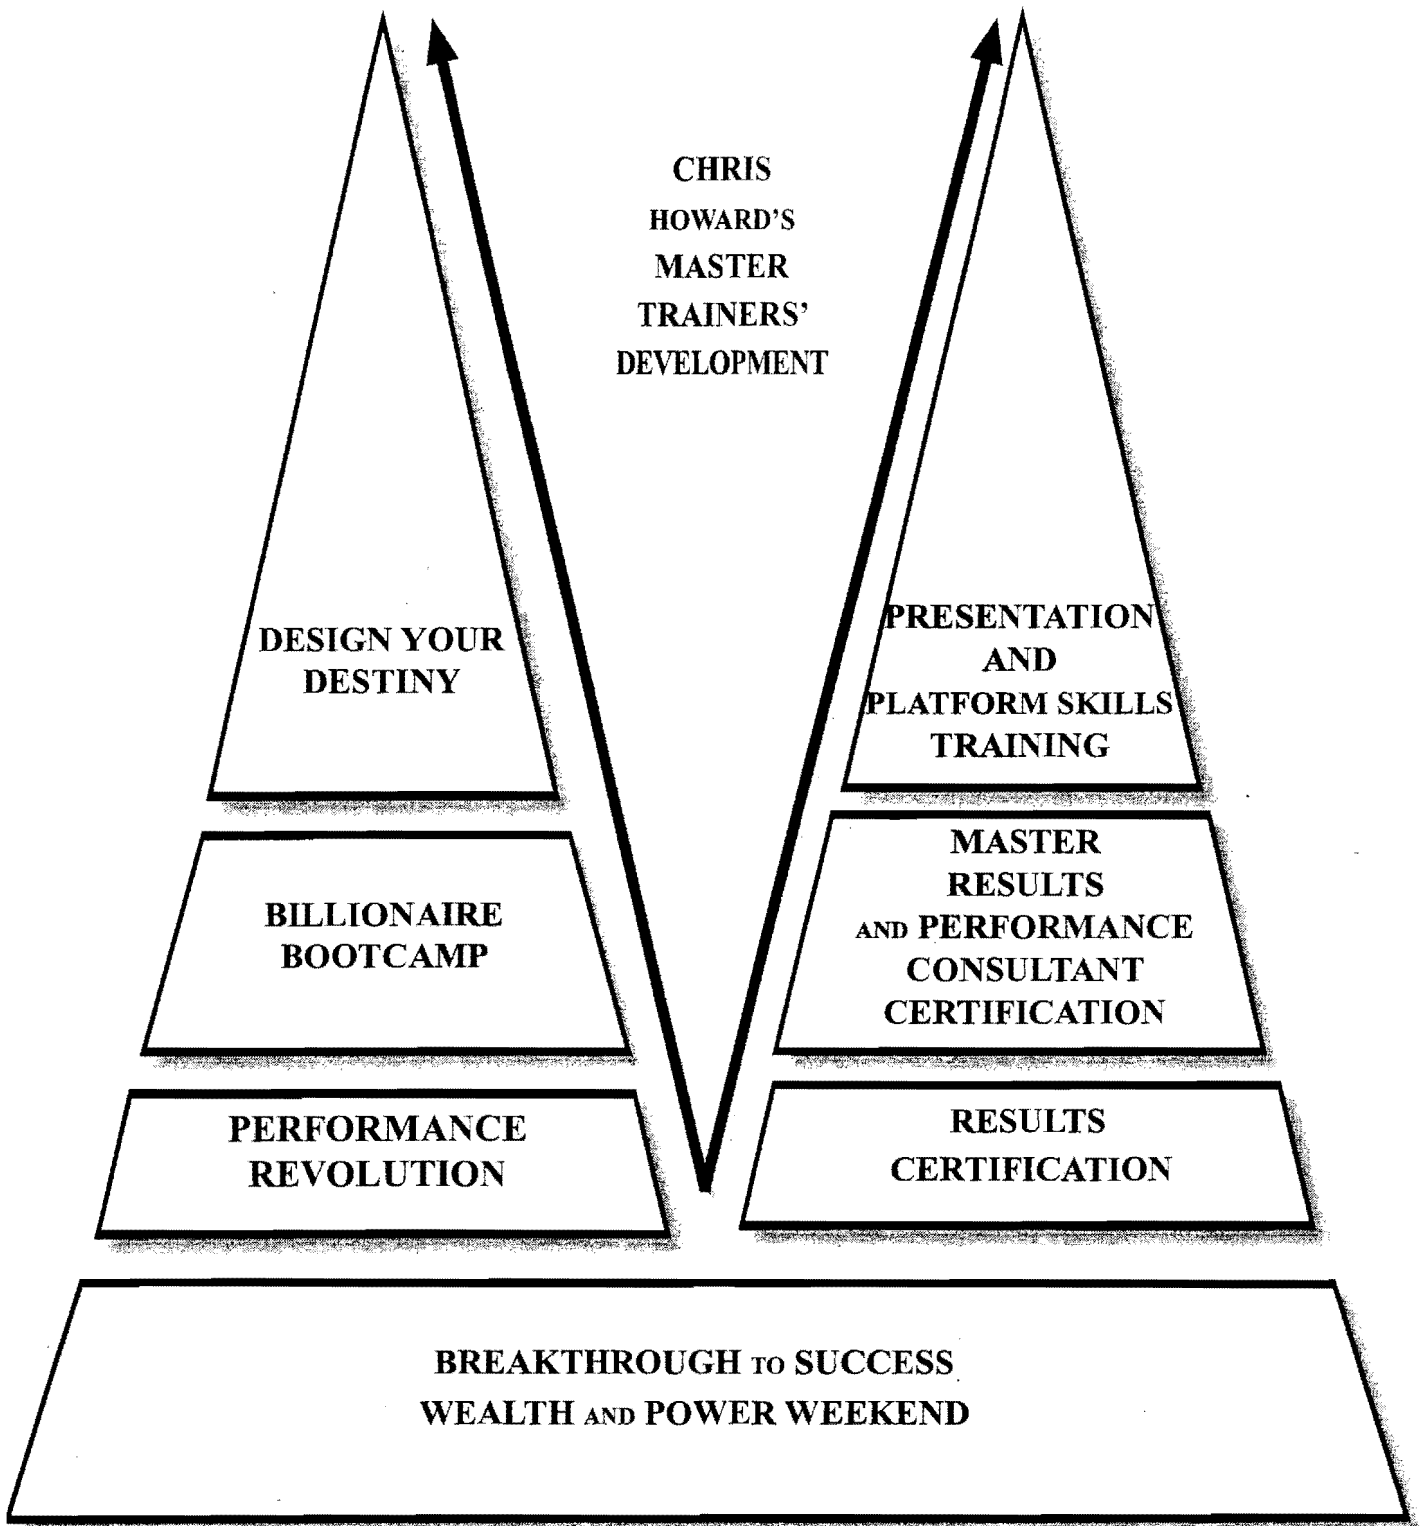 CHRIS
HOWARD'S
MASTER
TRAINERS'
DEVELOPMENT
DESIGN YOUR
DESTINY
PRESENTATION
AND
PLATFORM SKILLS
TRAINING
BILLIONAIRE
BOOTCAMP
MASTER
RESULTS
AND PERFORMANCE
CONSULTANT
CERTIFICATION
PERFORMANCE
REVOLUTION
RESULTS
CERTIFICATION
BREAKTHROUGH TO SUCCESS
WEALTH AND POWER WEEKEND